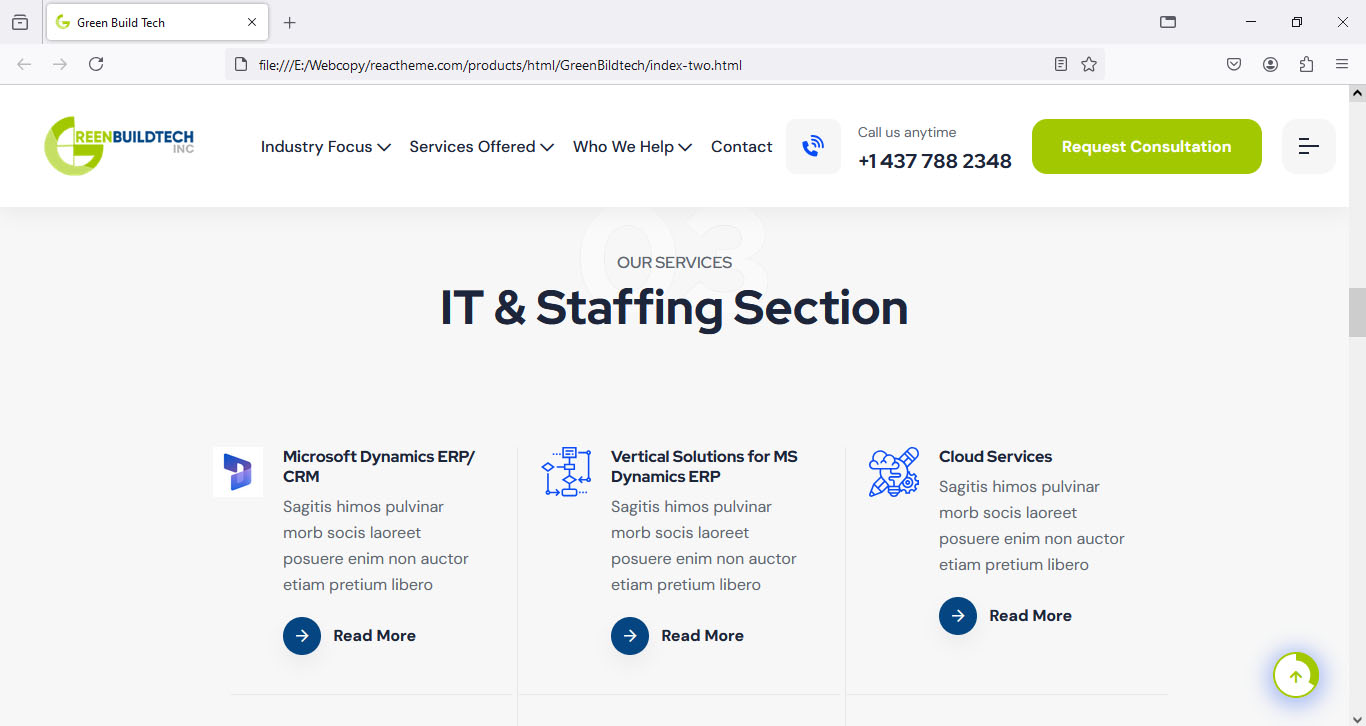 Green Build Tech
file:///E:/Webcopy/reactheme.com/products/html/GreenBildtech/index-two.html
REENBUILDTECH
INC
Industry Focus
Services Offered
Who We Help
Contact
Call us anytime
+1 437 788 2348
Request Consultation
03
OUR SERVICES
IT & Staffing Section
Microsoft Dynamics ERP/
CRM
Sagitis himos pulvinar
morb socis laoreet
posuere enim non auctor
etiam pretium libero
Read More
Vertical Solutions for MS
Dynamics ERP
Sagitis himos pulvinar
morb socis laoreet
posuere enim non auctor
etiam pretium libero
Read More
Cloud Services
Sagitis himos pulvinar
morb socis laoreet
posuere enim non auctor
etiam pretium libero
Read More